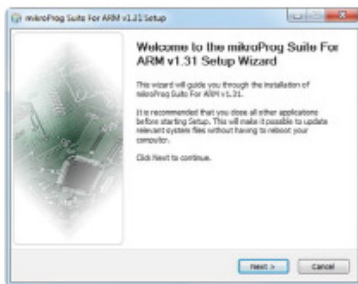 mikroProg Suite For ARM v1.31 Setup
Welcome to the mikroProg Suite For
ARM v1.31 Setup Wizard
This wizard will guide you through the installation of
mikroProg Suite For ARM v1.31.
It is recommended that you close all other applications
before starting Setup. This will make it possible to update
relevant system files without having to reboot your
computer.
Click Next to continue.
Next >
Cancel